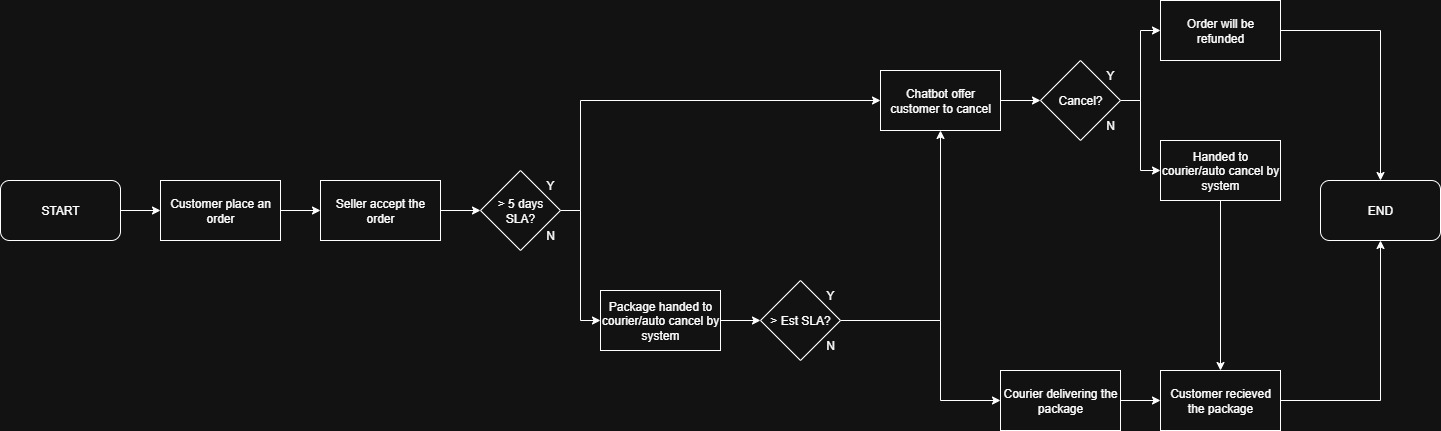 START
Customer place an
order
Seller accept the
order
> 5 days
SLA?
Y
N
Package handed to
courier/auto cancel by
system
> Est SLA?
Y
N
Chatbot offer
customer to cancel
Cancel?
Y
N
Order will be
refunded
Handed to
courier/auto cancel by
system
Courier delivering the
package
Customer recieved
the package
END